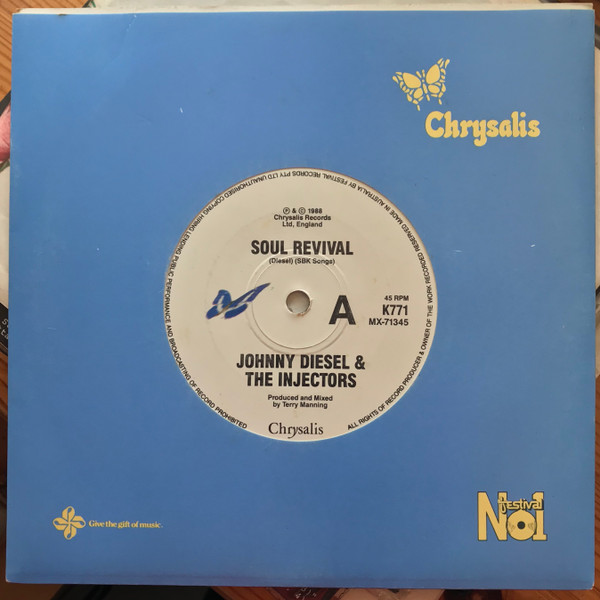 Chrysalis
MADE IN AUSTRALIA BY FESTIVAL RECORDS PTY LTD UNAUTHORISED COPYING HIRING LENDING PUBLIC PERFORMANCE AND BROADCASTING OF RECORD PROHIBITED
ALL RIGHTS OF RECORD PRODUCER & OWNER OF THE WORK RECORDED RESERVED
℗ & © 1988
Chrysalis Records
Ltd, England
SOUL REVIVAL
(Diesel) (SBK Songs)
A
45 RPM
K771
MX-71345
JOHNNY DIESEL &
THE INJECTORS
Produced and Mixed
by Terry Manning
Chrysalis
Give the gift of music.
festival
No1